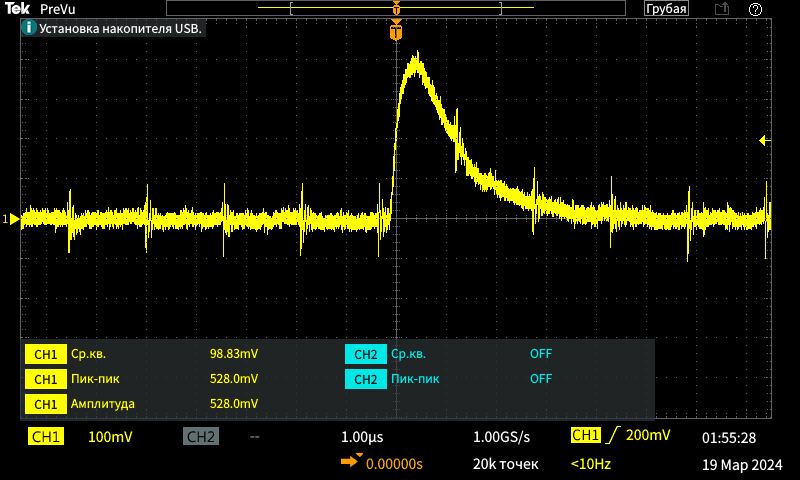 Tek PreVu T Грубая
i Установка накопителя USB.
T
1
CH1 Ср.кв. 98.83mV CH2 Ср.кв. OFF
CH1 Пик-пик 528.0mV CH2 Пик-пик OFF
CH1 Амплитуда 528.0mV
CH1 100mV CH2 -- 1.00µs 1.00GS/s CH1 200mV 01:55:28
0.00000s 20k точек <10Hz 19 Мар 2024